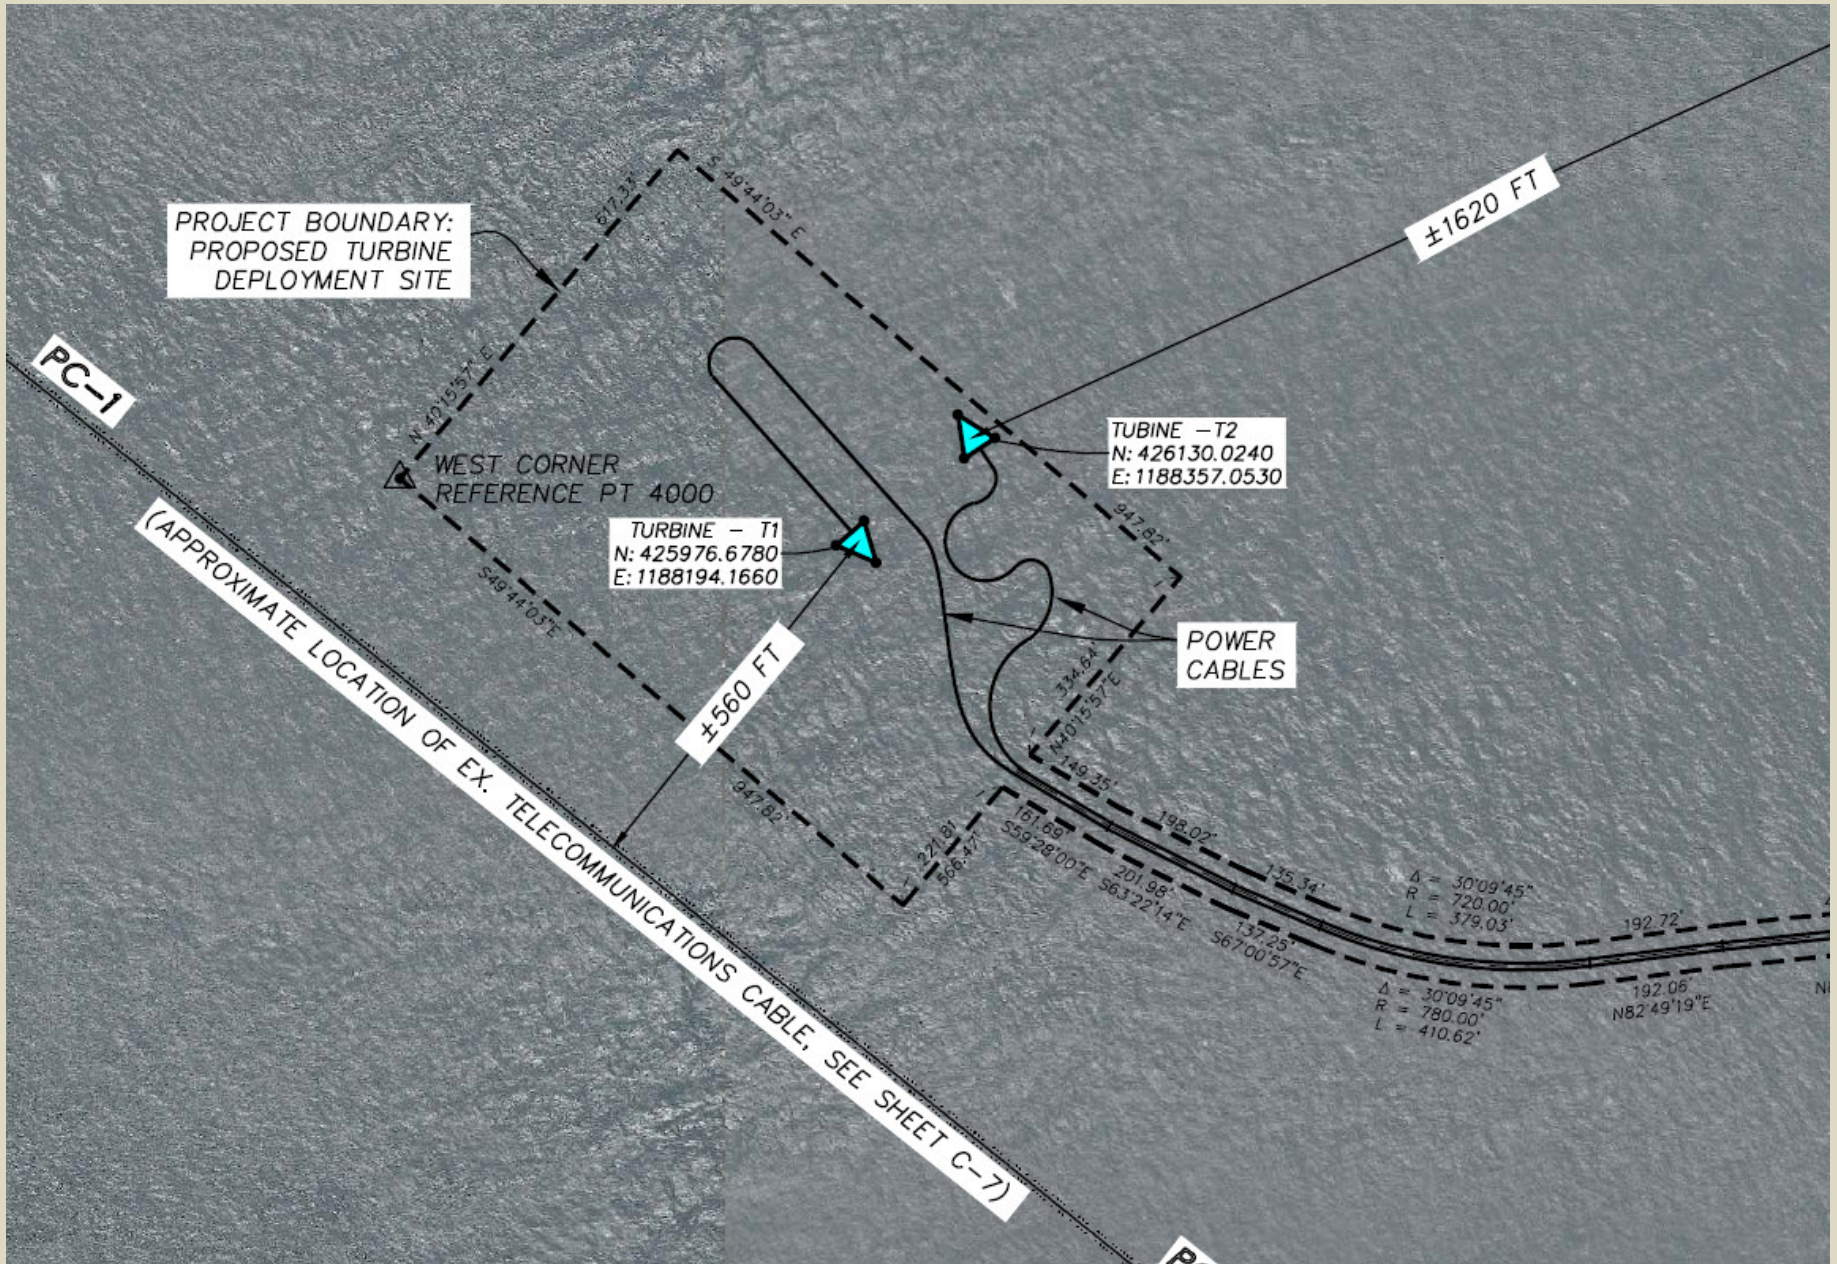 617.33'
S 49°44'03" E
±1620 FT
PROJECT BOUNDARY:
PROPOSED TURBINE
DEPLOYMENT SITE
PC-1
N 40°15'57" E
WEST CORNER
REFERENCE PT 4000
TUBINE -T2
N: 426130.0240
E: 1188357.0530
TURBINE - T1
N: 425976.6780
E: 1188194.1660
947.82'
S49°44'03"E
(APPROXIMATE LOCATION OF EX. TELECOMMUNICATIONS CABLE, SEE SHEET C-7)
±560 FT
POWER
CABLES
334.64'
N40°15'57"E
947.82'
149.35'
221.81
566.47'
161.69'
S59°28'00"E
198.02'
201.98'
S63°22'14"E
135.34'
137.25'
S67°00'57"E
Δ = 30°09'45"
R = 720.00'
L = 379.03'
192.72'
Δ = 30°09'45"
R = 780.00'
L = 410.62'
192.06'
N82°49'19"E